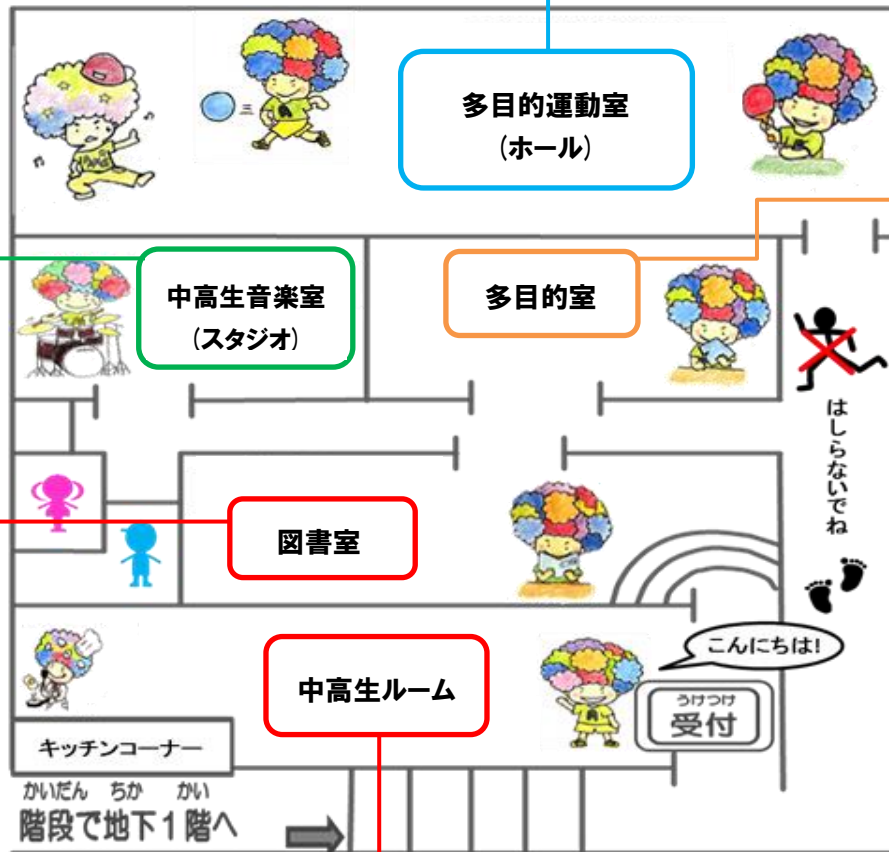 多目的運動室
(ホール)
中高生音楽室
(スタジオ)
多目的室
はしらないでね
図書室
こんにちは!
中高生ルーム
うけつけ
受付
キッチンコーナー
かいだん ちか かい
階段で地下1階へ